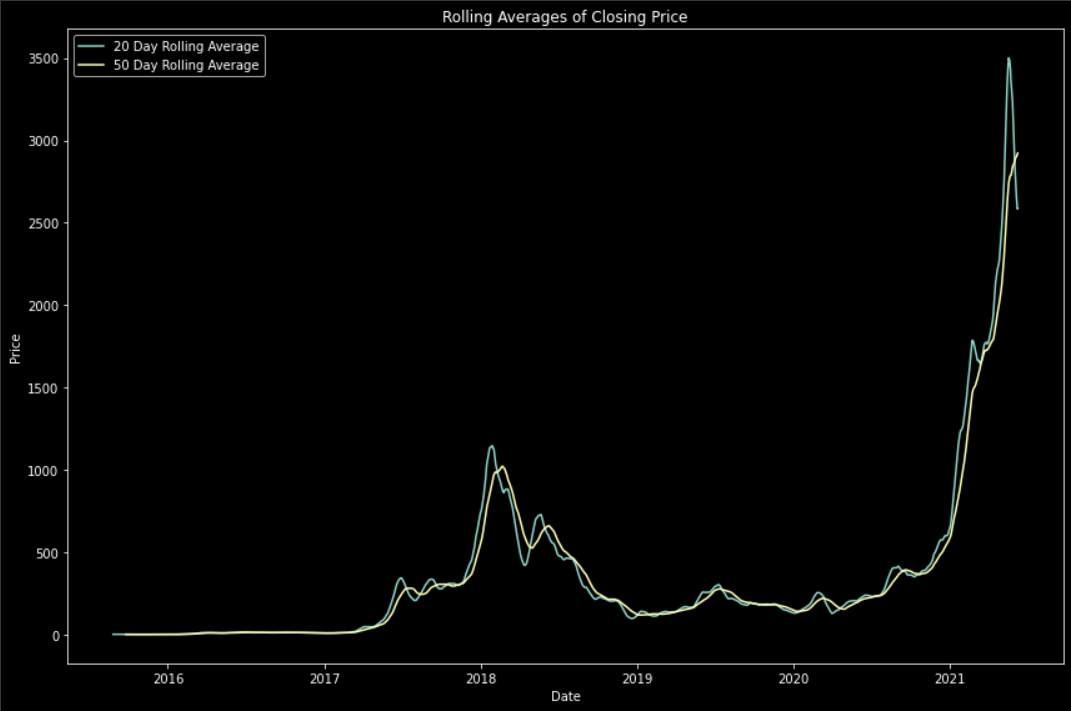 Rolling Averages of Closing Price
20 Day Rolling Average
50 Day Rolling Average
3500
3000
2500
2000
1500
1000
500
0
Price
2016 2017 2018 2019 2020 2021
Date